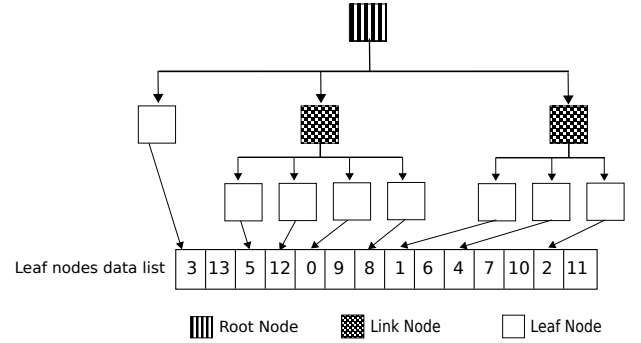 Leaf nodes data list 3 13 5 12 0 9 8 1 6 4 7 10 2 11
Root Node Link Node Leaf Node